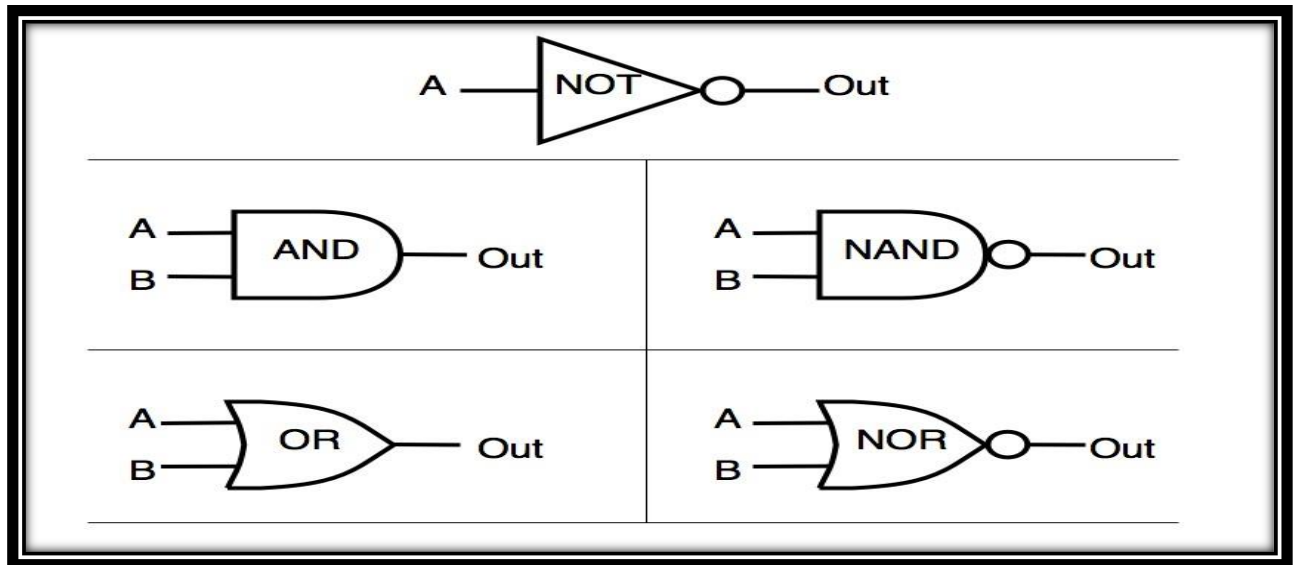 A NOT Out
A AND Out
B
A NAND Out
B
A OR Out
B
A NOR Out
B